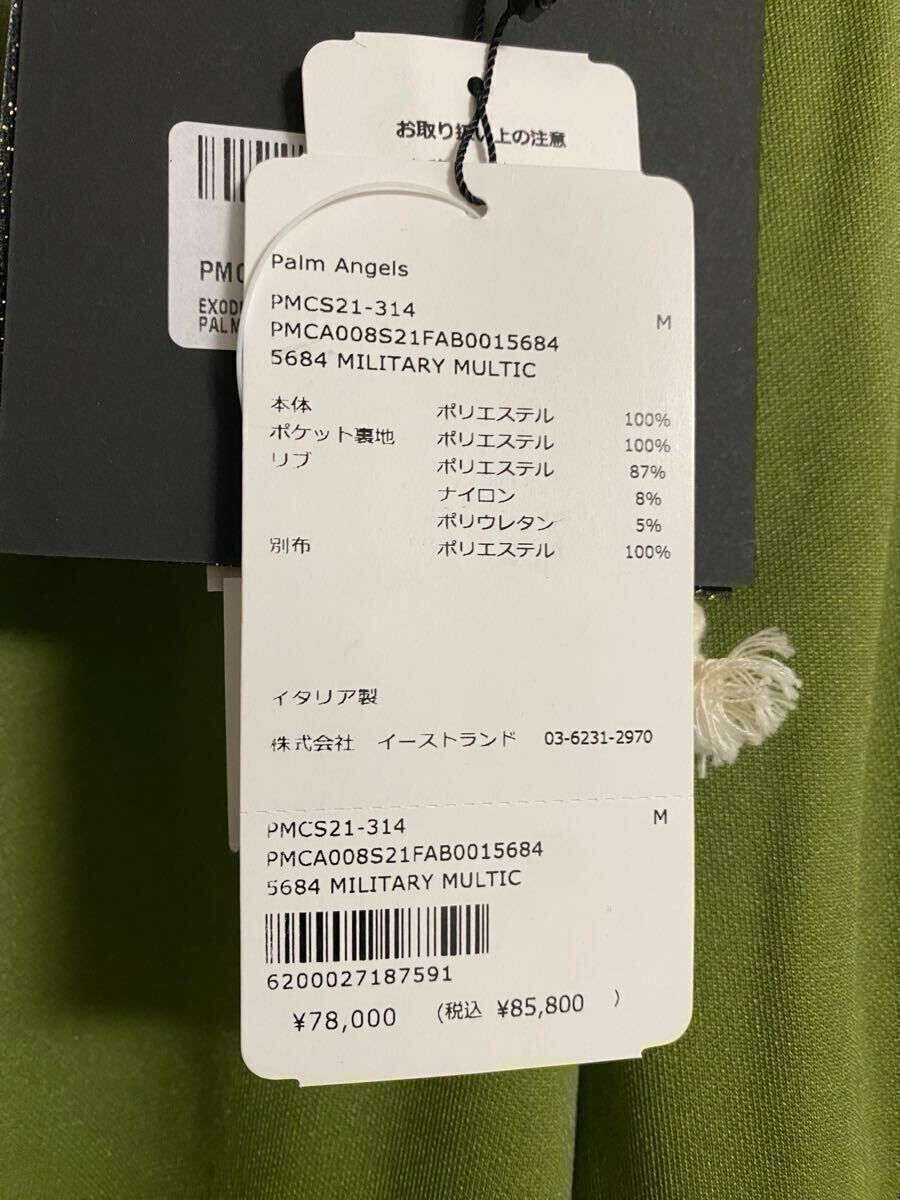 お取り扱い上の注意
PMC
EXOD
PALM
Palm Angels
PMCS21-314 M
PMCA008S21FAB0015684
5684 MILITARY MULTIC
本体 ポリエステル 100%
ポケット裏地 ポリエステル 100%
リブ ポリエステル 87%
ナイロン 8%
ポリウレタン 5%
別布 ポリエステル 100%
イタリア製
株式会社 イーストランド 03-6231-2970
PMCS21-314 M
PMCA008S21FAB0015684
5684 MILITARY MULTIC
6200027187591
¥78,000 (税込 ¥85,800 )